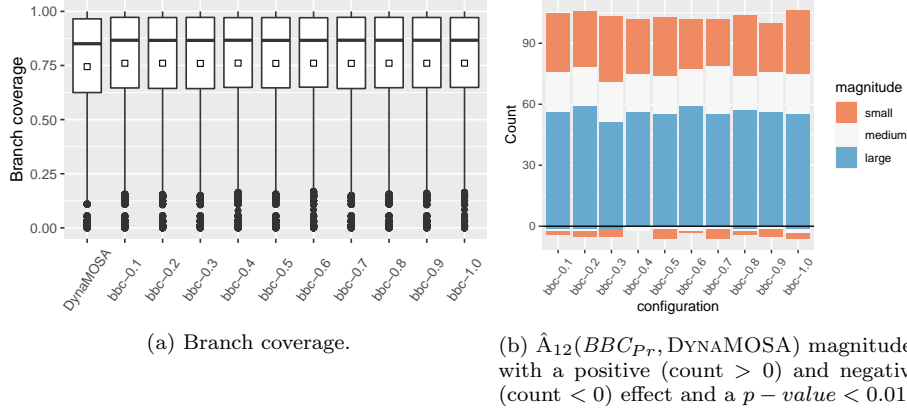 1.00
0.75
0.50
0.25
0.00
Branch coverage
DynaMOSA
bbc−0.1
bbc−0.2
bbc−0.3
bbc−0.4
bbc−0.5
bbc−0.6
bbc−0.7
bbc−0.8
bbc−0.9
bbc−1.0
(a) Branch coverage.
90
60
30
0
Count
bbc−0.1
bbc−0.2
bbc−0.3
bbc−0.4
bbc−0.5
bbc−0.6
bbc−0.7
bbc−0.8
bbc−0.9
bbc−1.0
configuration
magnitude
small
medium
large
(b) Â12(BBCPr, DYNAMOSA) magnitude
with a positive (count > 0) and negativ
(count < 0) effect and a p − value < 0.01